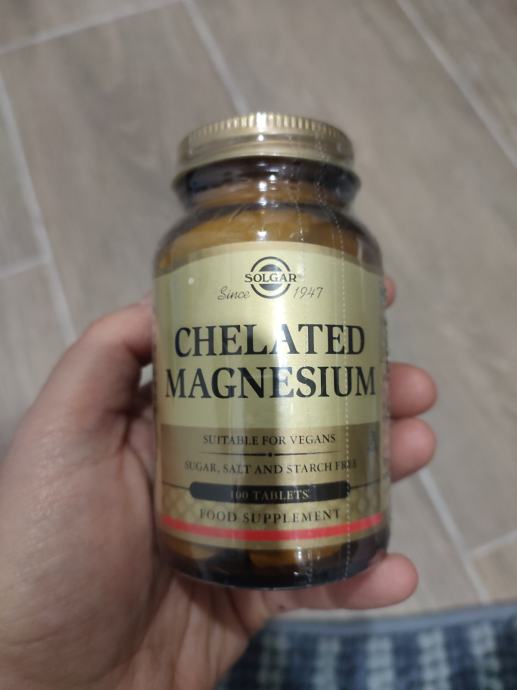 SOLGAR
Since 1947
CHELATED
MAGNESIUM
SUITABLE FOR VEGANS
SUGAR, SALT AND STARCH FREE
100 TABLETS
FOOD SUPPLEMENT